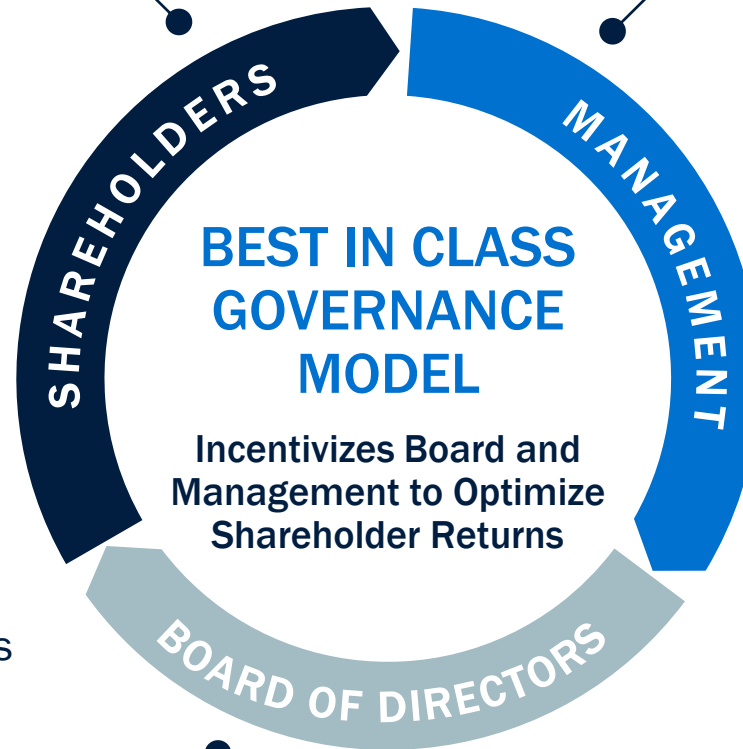 SHAREHOLDERS
MANAGEMENT
BEST IN CLASS
GOVERNANCE
MODEL
Incentivizes Board and
Management to Optimize
Shareholder Returns
s
BOARD OF DIRECTORS